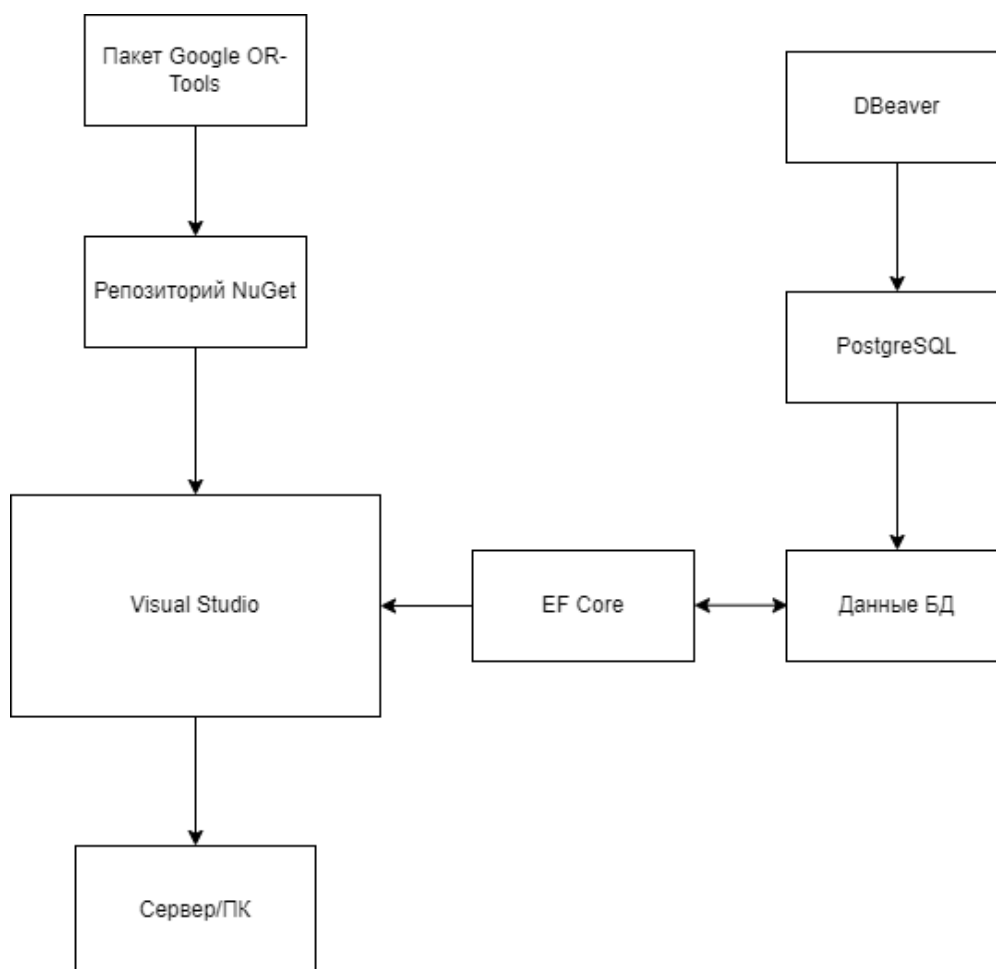 Пакет Google OR-
Tools
DBeaver
Репозиторий NuGet
PostgreSQL
Visual Studio
EF Core
Данные БД
Сервер/ПК